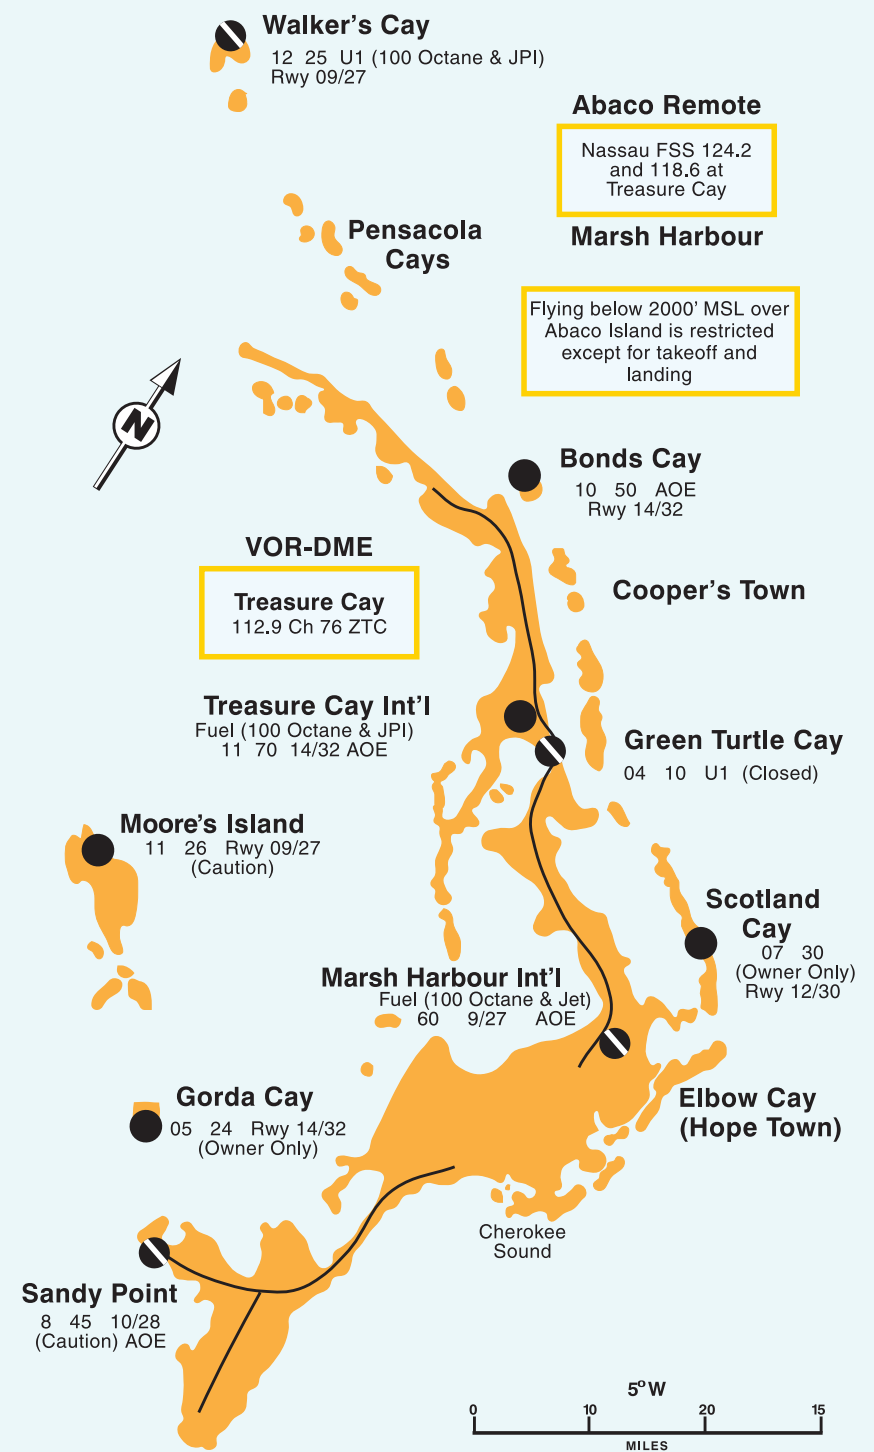 Walker's Cay
12 25 U1 (100 Octane & JPI)
Rwy 09/27
Abaco Remote
Nassau FSS 124.2
and 118.6 at
Treasure Cay
Pensacola
Cays
Marsh Harbour
Flying below 2000’ MSL over
Abaco Island is restricted
except for takeoff and
landing
N
Bonds Cay
10 50 AOE
Rwy 14/32
VOR-DME
Treasure Cay
112.9 Ch 76 ZTC
Cooper's Town
Treasure Cay Int'l
Fuel (100 Octane & JPI)
11 70 14/32 AOE
Green Turtle Cay
04 10 U1 (Closed)
Moore's Island
11 26 Rwy 09/27
(Caution)
Scotland
Cay
07 30
(Owner Only)
Rwy 12/30
Marsh Harbour Int'l
Fuel (100 Octane & Jet)
60 9/27 AOE
Gorda Cay
05 24 Rwy 14/32
(Owner Only)
Elbow Cay
(Hope Town)
Cherokee
Sound
Sandy Point
8 45 10/28
(Caution) AOE
5° W
0 10 20 15
MILES